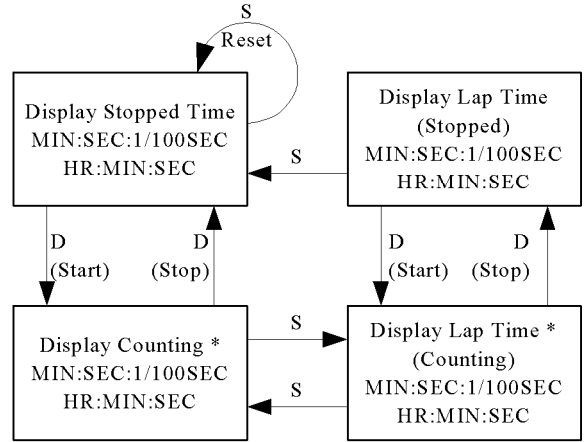 S
Reset
Display Stopped Time
MIN:SEC:1/100SEC
HR:MIN:SEC
Display Lap Time
(Stopped)
MIN:SEC:1/100SEC
HR:MIN:SEC
S
D
(Start)
D
(Stop)
D
(Start)
D
(Stop)
Display Counting *
MIN:SEC:1/100SEC
HR:MIN:SEC
S
S
Display Lap Time *
(Counting)
MIN:SEC:1/100SEC
HR:MIN:SEC